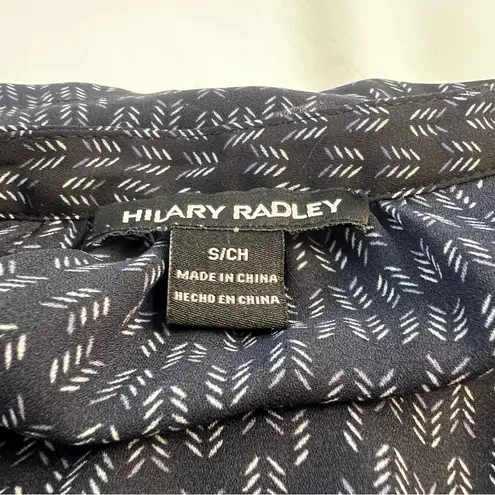 HILARY RADLEY
S/CH
MADE IN CHINA
HECHO EN CHINA